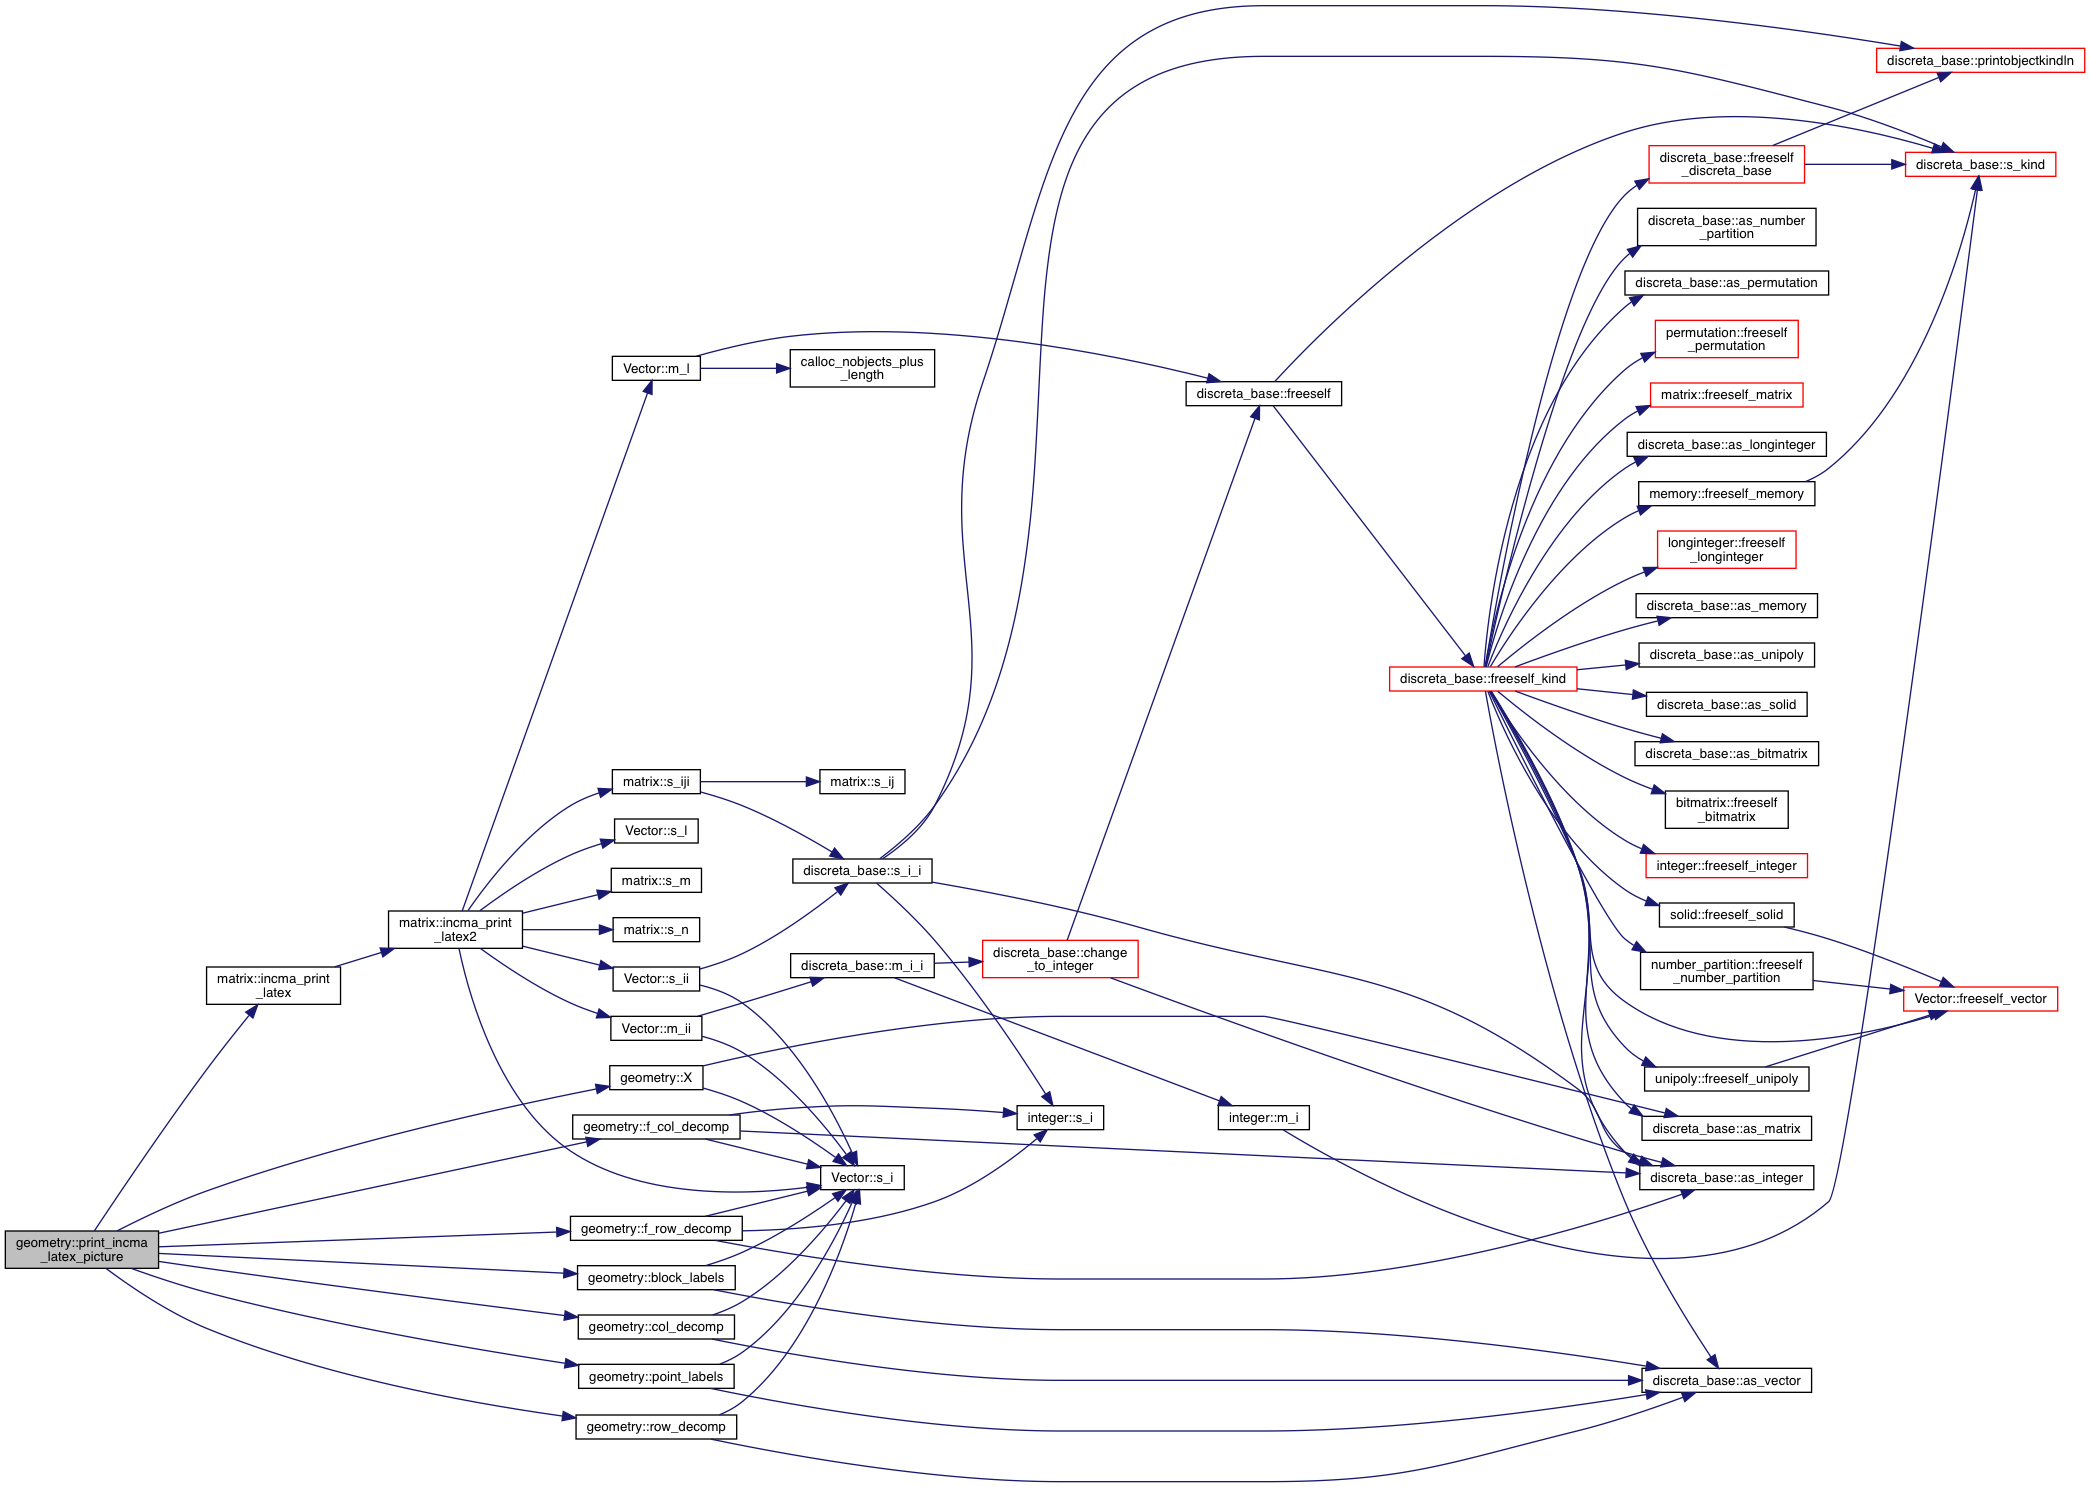 geometry::print_incma
_latex_picture
matrix::incma_print
_latex
matrix::incma_print
_latex2
Vector::m_l
calloc_nobjects_plus
_length
discreta_base::freeself
matrix::s_iji
matrix::s_ij
Vector::s_l
matrix::s_m
matrix::s_n
Vector::s_ii
Vector::m_ii
discreta_base::s_i_i
discreta_base::m_i_i
discreta_base::change
_to_integer
geometry::X
geometry::f_col_decomp
geometry::f_row_decomp
geometry::block_labels
geometry::col_decomp
geometry::point_labels
geometry::row_decomp
Vector::s_i
integer::s_i
integer::m_i
discreta_base::freeself_kind
discreta_base::printobjectkindln
discreta_base::s_kind
discreta_base::freeself
_discreta_base
discreta_base::as_number
_partition
discreta_base::as_permutation
permutation::freeself
_permutation
matrix::freeself_matrix
discreta_base::as_longinteger
memory::freeself_memory
longinteger::freeself
_longinteger
discreta_base::as_memory
discreta_base::as_unipoly
discreta_base::as_solid
discreta_base::as_bitmatrix
bitmatrix::freeself
_bitmatrix
integer::freeself_integer
solid::freeself_solid
number_partition::freeself
_number_partition
Vector::freeself_vector
unipoly::freeself_unipoly
discreta_base::as_matrix
discreta_base::as_integer
discreta_base::as_vector